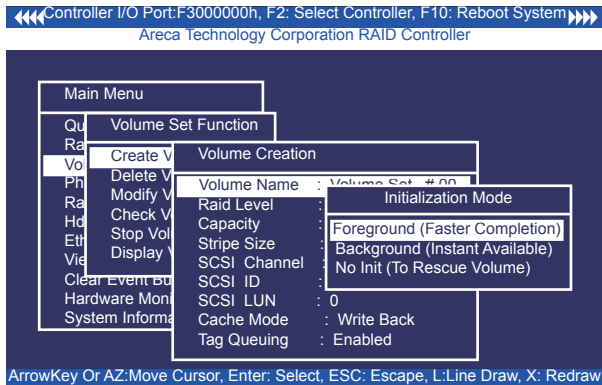 Controller I/O Port:F3000000h, F2: Select Controller, F10: Reboot System
Areca Technology Corporation RAID Controller
Main Menu
Volume Set Function
Volume Creation
Create V
Delete V
Modify V
Check V
Stop Vol
Display V
Clear Event Bu
Hardware Moni
System Informa
Volume Name : Volume Set # 00
Raid Level :
Capacity :
Stripe Size :
SCSI Channel :
SCSI ID :
SCSI LUN : 0
Cache Mode : Write Back
Tag Queuing : Enabled
Initialization Mode
Foreground (Faster Completion)
Background (Instant Available)
No Init (To Rescue Volume)
ArrowKey Or AZ:Move Cursor, Enter: Select, ESC: Escape, L:Line Draw, X: Redraw